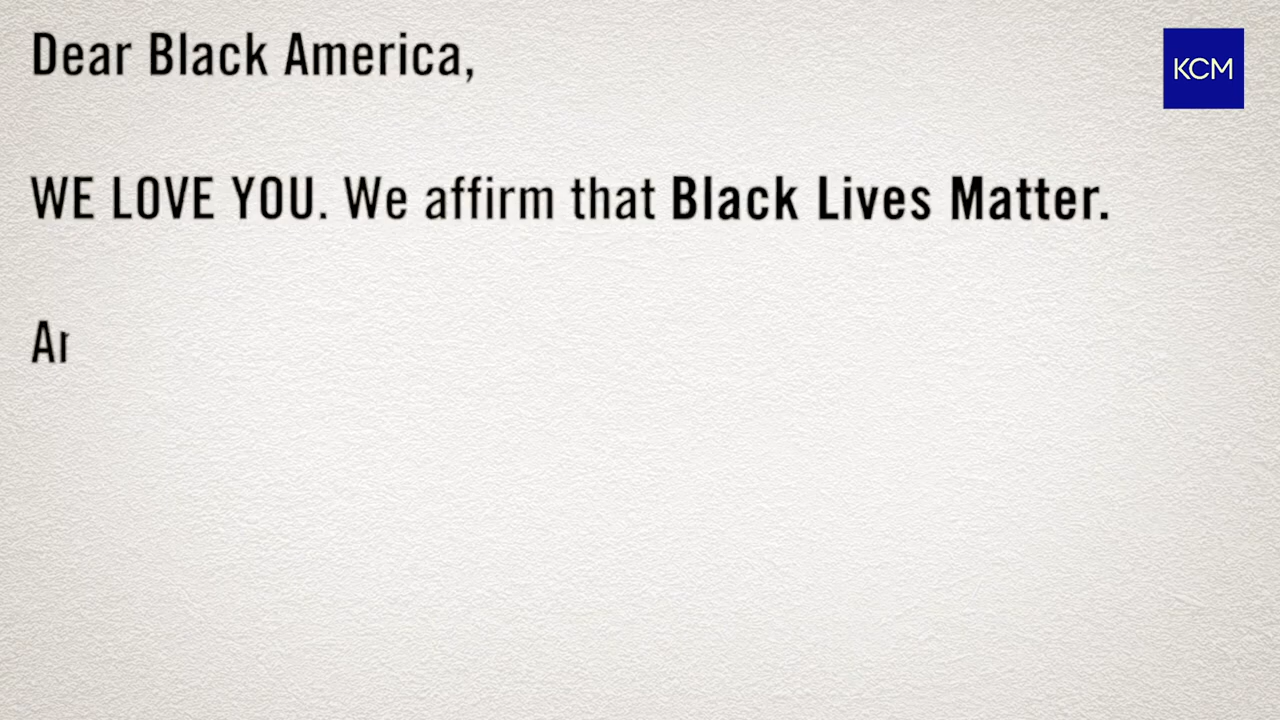 Dear Black America,
KCM
WE LOVE YOU. We affirm that Black Lives Matter.